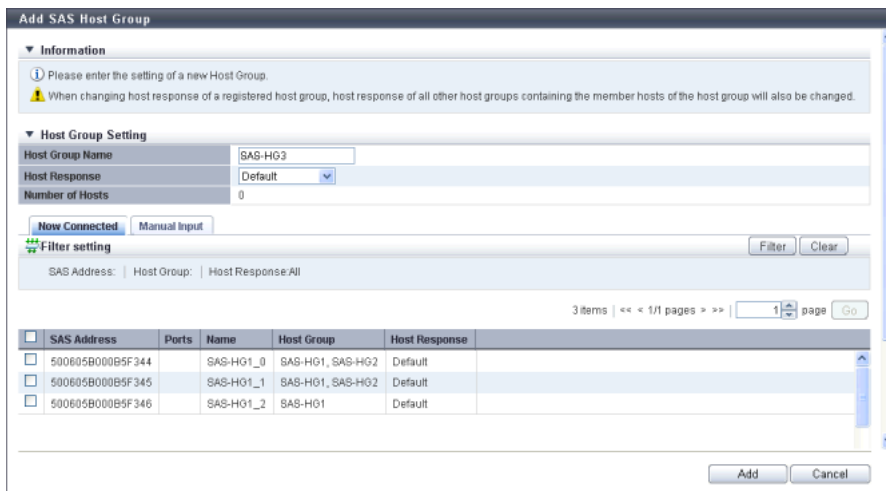 Add SAS Host Group
Information
Please enter the setting of a new Host Group.
When changing host response of a registered host group, host response of all other host groups containing the member hosts of the host group will also be changed.
Host Group Setting
Host Group Name SAS-HG3
Host Response Default
Number of Hosts 0
Now Connected Manual Input
Filter setting Filter Clear
SAS Address: | Host Group: | Host Response:All
3 items | << < 1/1 pages > >> | 1 page Go
SAS Address Ports Name Host Group Host Response
500605B000B5F344 SAS-HG1_0 SAS-HG1, SAS-HG2 Default
500605B000B5F345 SAS-HG1_1 SAS-HG1, SAS-HG2 Default
500605B000B5F346 SAS-HG1_2 SAS-HG1 Default
Add Cancel